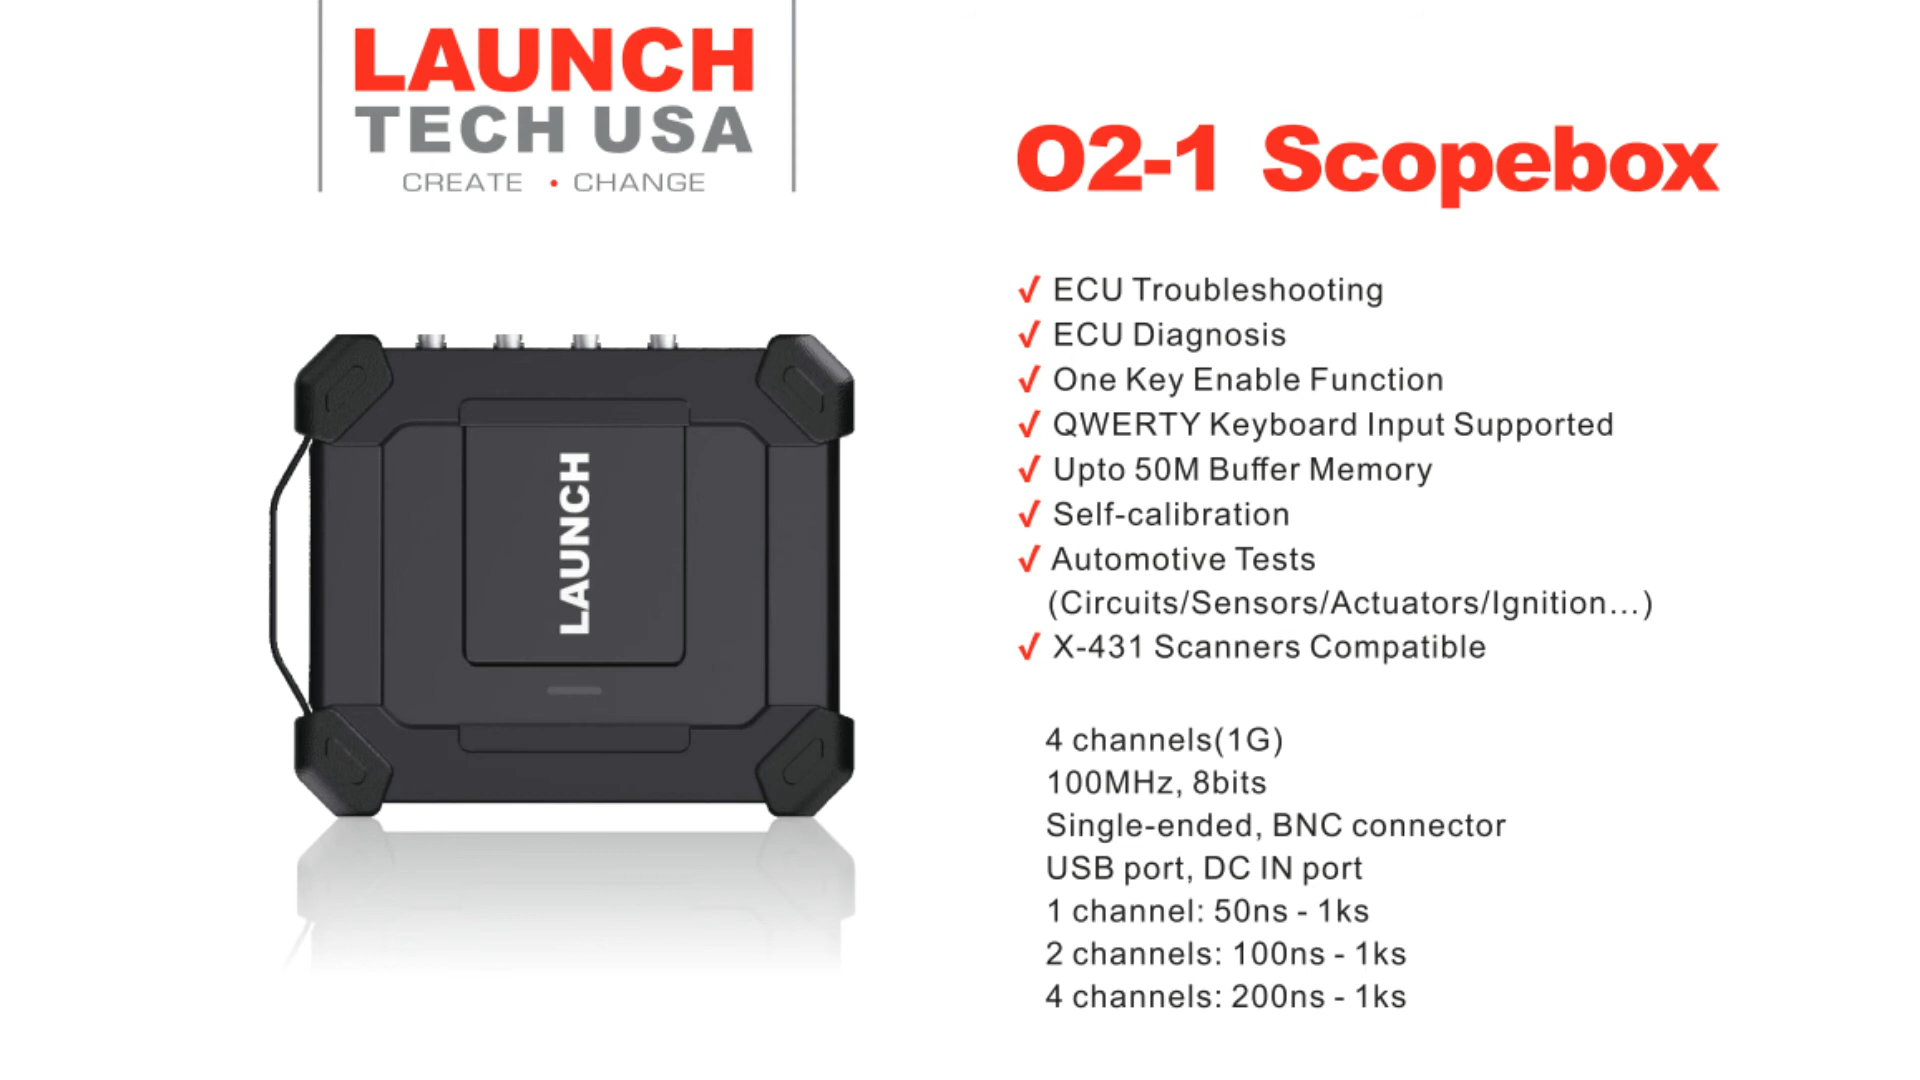 LAUNCH
TECH USA
CREATE • CHANGE
O2-1 Scopebox
√ ECU Troubleshooting
√ ECU Diagnosis
√ One Key Enable Function
√ QWERTY Keyboard Input Supported
√ Upto 50M Buffer Memory
√ Self-calibration
√ Automotive Tests
(Circuits/Sensors/Actuators/Ignition...)
√ X-431 Scanners Compatible
4 channels(1G)
100MHz, 8bits
Single-ended, BNC connector
USB port, DC IN port
1 channel: 50ns - 1ks
2 channels: 100ns - 1ks
4 channels: 200ns - 1ks
LAUNCH